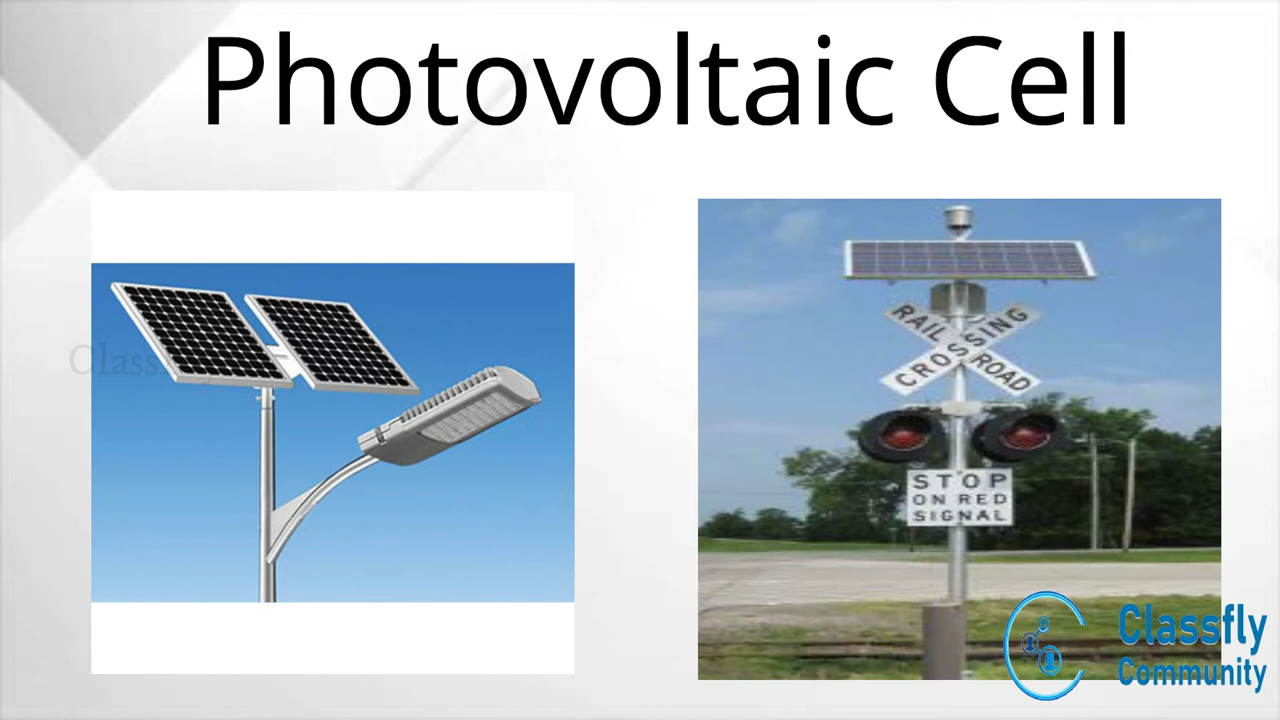 Photovoltaic Cell
RAIL ROAD
CROSSING
STOP
ON RED
SIGNAL
Classfly
Community